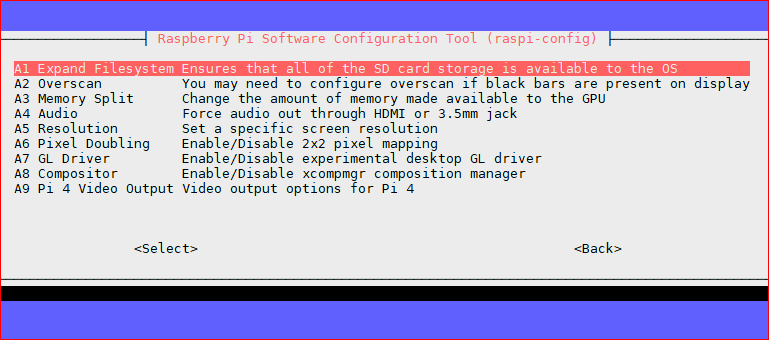 Raspberry Pi Software Configuration Tool (raspi-config)
A1 Expand Filesystem Ensures that all of the SD card storage is available to the OS
A2 Overscan You may need to configure overscan if black bars are present on display
A3 Memory Split Change the amount of memory made available to the GPU
A4 Audio Force audio out through HDMI or 3.5mm jack
A5 Resolution Set a specific screen resolution
A6 Pixel Doubling Enable/Disable 2x2 pixel mapping
A7 GL Driver Enable/Disable experimental desktop GL driver
A8 Compositor Enable/Disable xcompmgr composition manager
A9 Pi 4 Video Output Video output options for Pi 4
<Select> <Back>